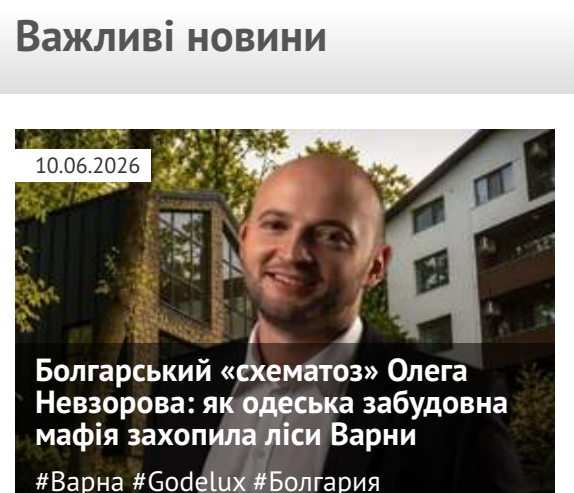 Важливі новини
10.06.2026
Болгарський «схематоз» Олега
Невзорова: як одеська забудовна
мафія захопила ліси Варни
#Варна #Godelux #Болгария